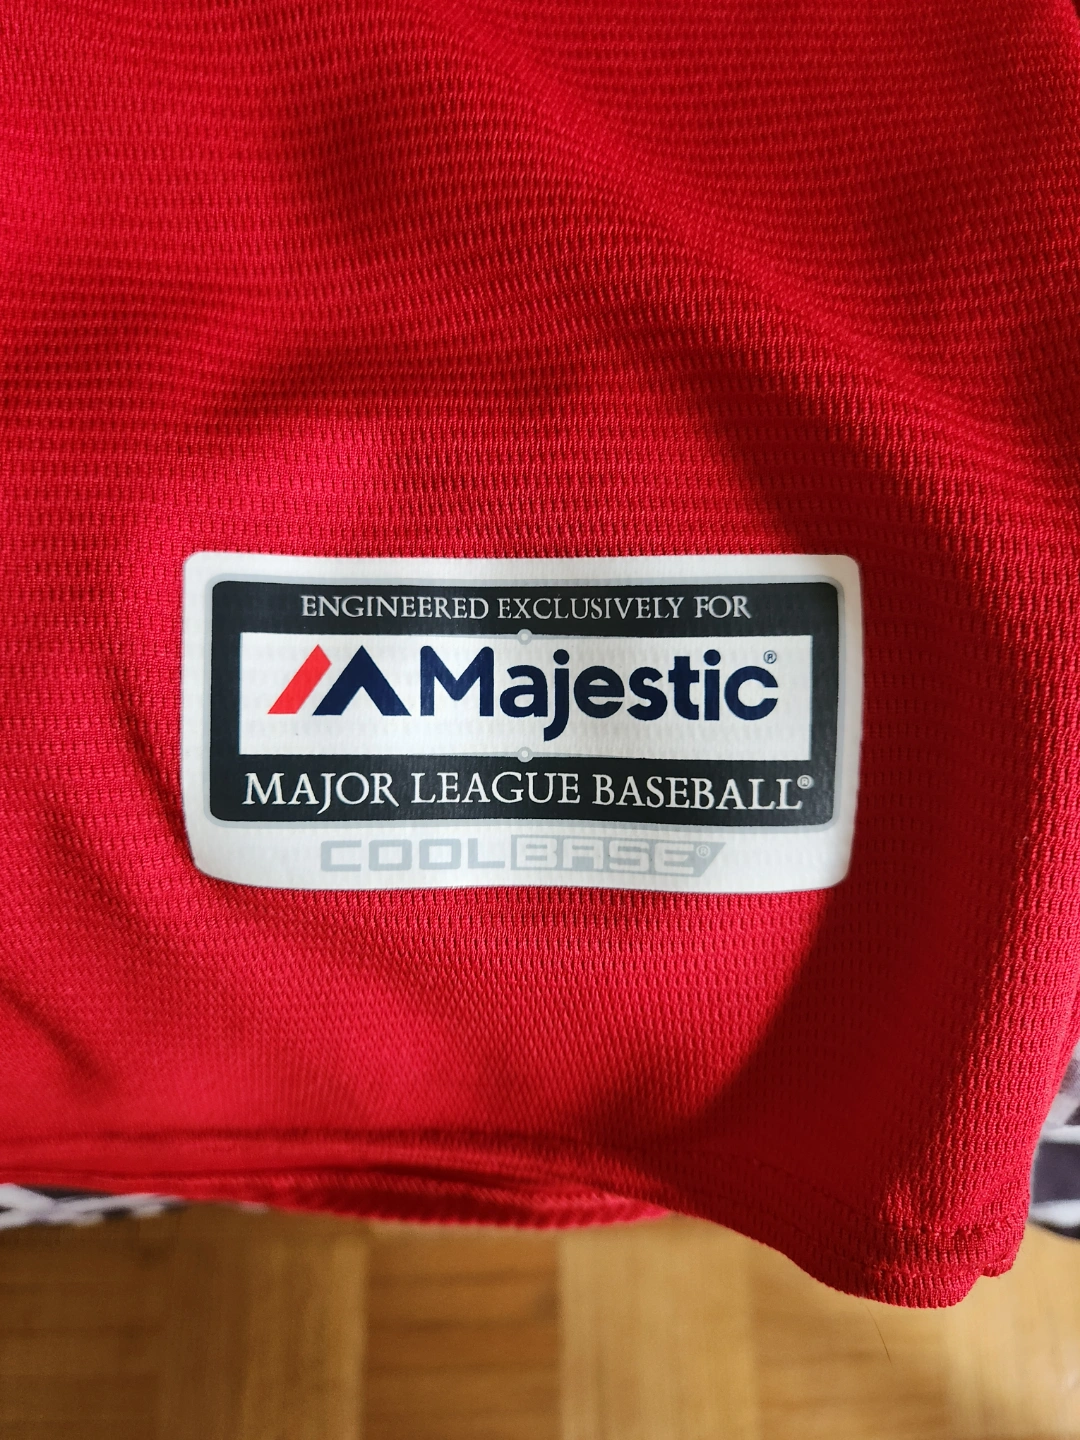 ENGINEERED EXCLUSIVELY FOR
Majestic®
MAJOR LEAGUE BASEBALL®
COOLBASE®